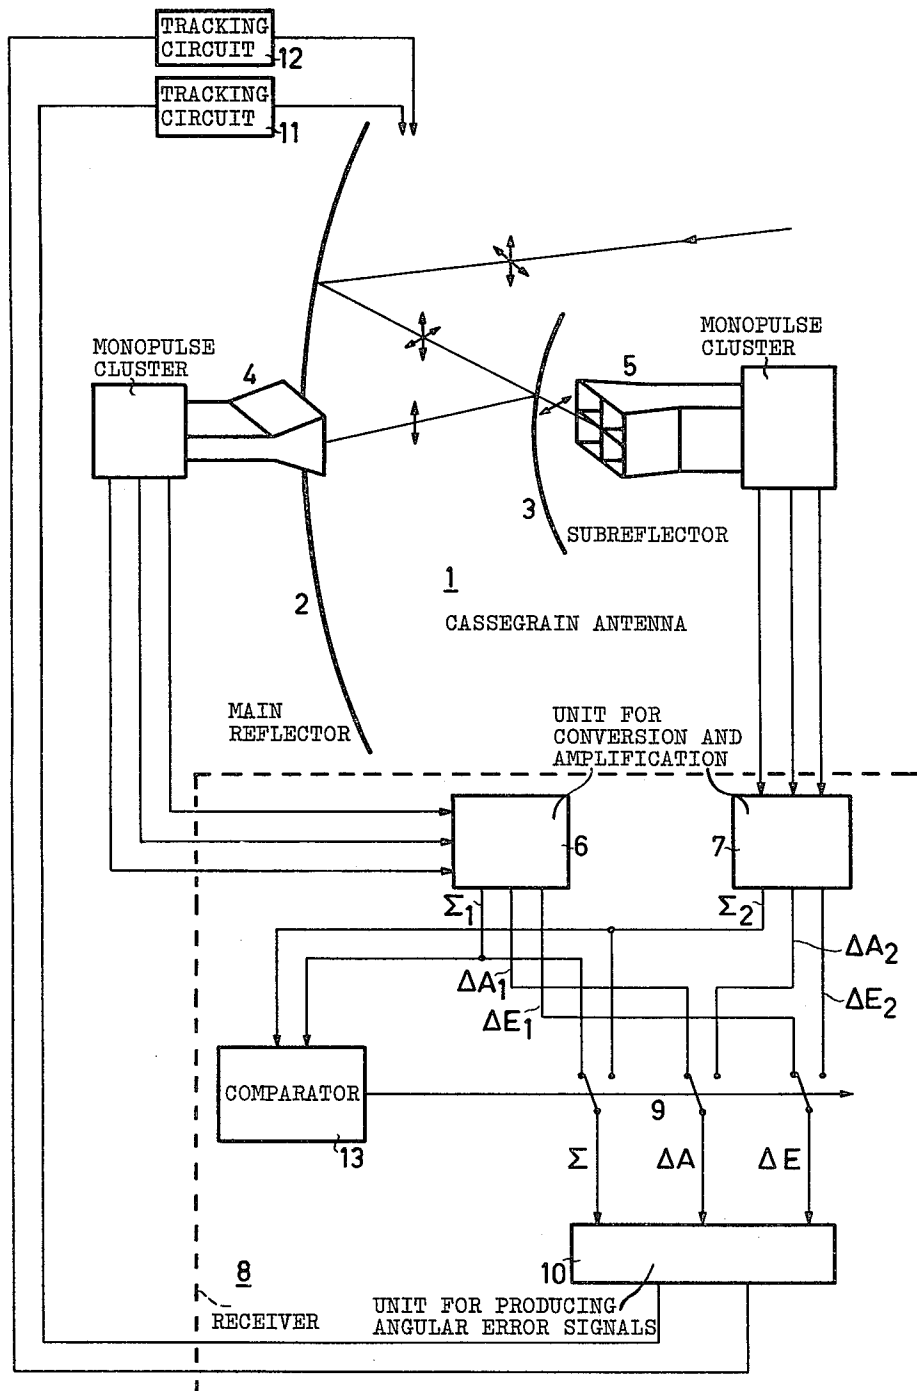 TRACKING
CIRCUIT
12
TRACKING
CIRCUIT
11
MONOPULSE
CLUSTER
4
5
MONOPULSE
CLUSTER
3
SUBREFLECTOR
1
2
CASSEGRAIN ANTENNA
MAIN
REFLECTOR
UNIT FOR
CONVERSION AND
AMPLIFICATION
6
7
Σ1
Σ2
ΔA1
ΔA2
ΔE1
ΔE2
COMPARATOR
13
9
Σ
ΔA
ΔE
10
8
RECEIVER
UNIT FOR PRODUCING
ANGULAR ERROR SIGNALS